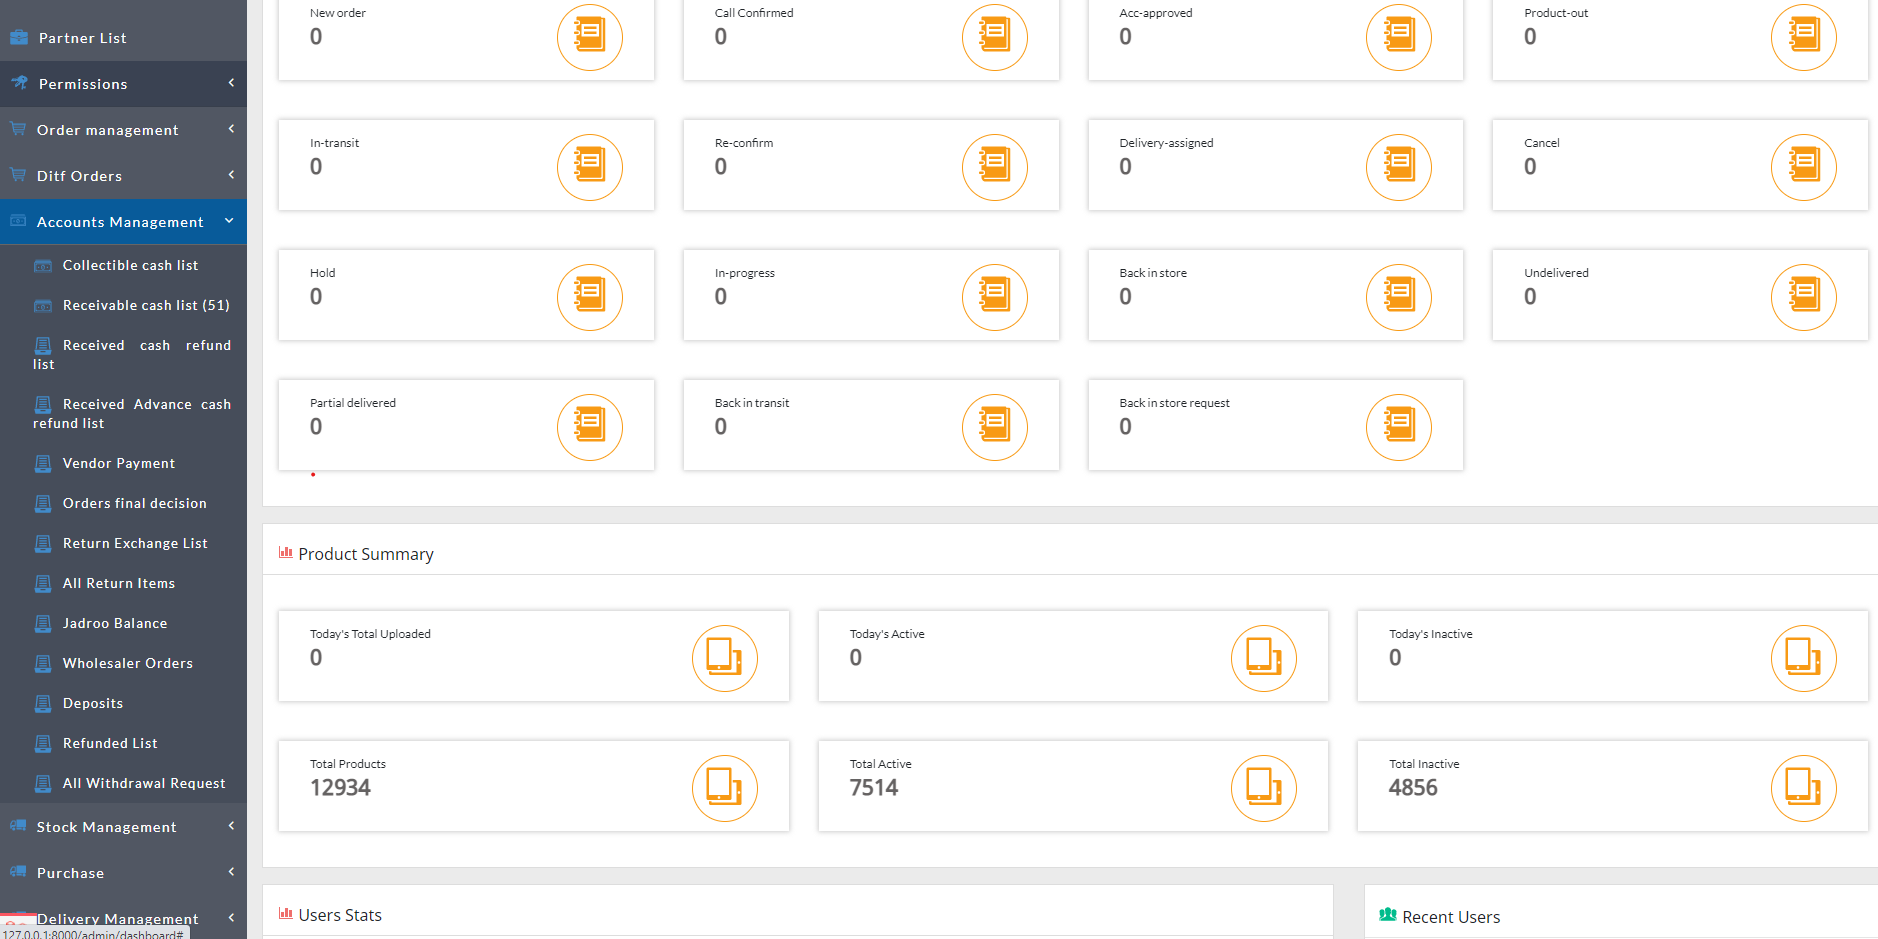 Partner List
Permissions
Order management
Ditf Orders
Accounts Management
Collectible cash list
Receivable cash list (51)
Received cash refund
list
Received Advance cash
refund list
Vendor Payment
Orders final decision
Return Exchange List
All Return Items
Jadroo Balance
Wholesaler Orders
Deposits
Refunded List
All Withdrawal Request
Stock Management
Purchase
Delivery Management
127.0.0.1:8000/admin/dashboard#
New order
0
Call Confirmed
0
Acc-approved
0
Product-out
0
In-transit
0
Re-confirm
0
Delivery-assigned
0
Cancel
0
Hold
0
In-progress
0
Back in store
0
Undelivered
0
Partial delivered
0
Back in transit
0
Back in store request
0
Product Summary
Today's Total Uploaded
0
Today's Active
0
Today's Inactive
0
Total Products
12934
Total Active
7514
Total Inactive
4856
Users Stats
Recent Users